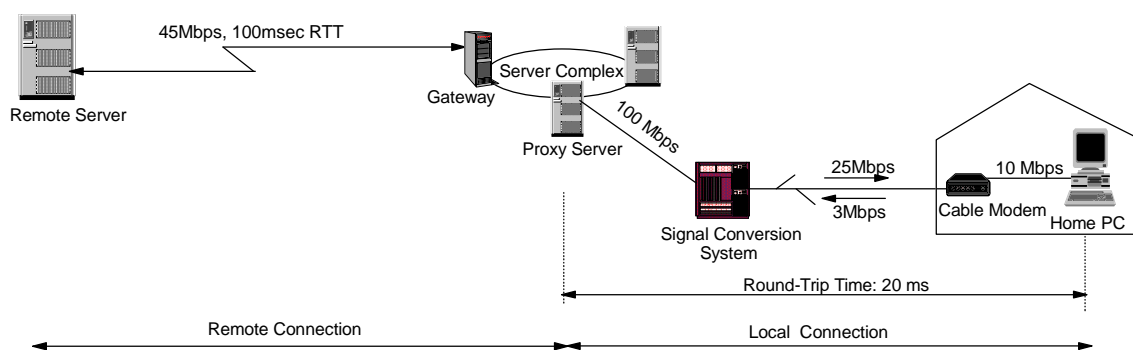 45Mbps, 100msec RTT
Remote Server
Gateway
Server Complex
Proxy Server
100 Mbps
Signal Conversion
System
25Mbps
3Mbps
10 Mbps
Cable Modem
Home PC
Round-Trip Time: 20 ms
Remote Connection
Local Connection